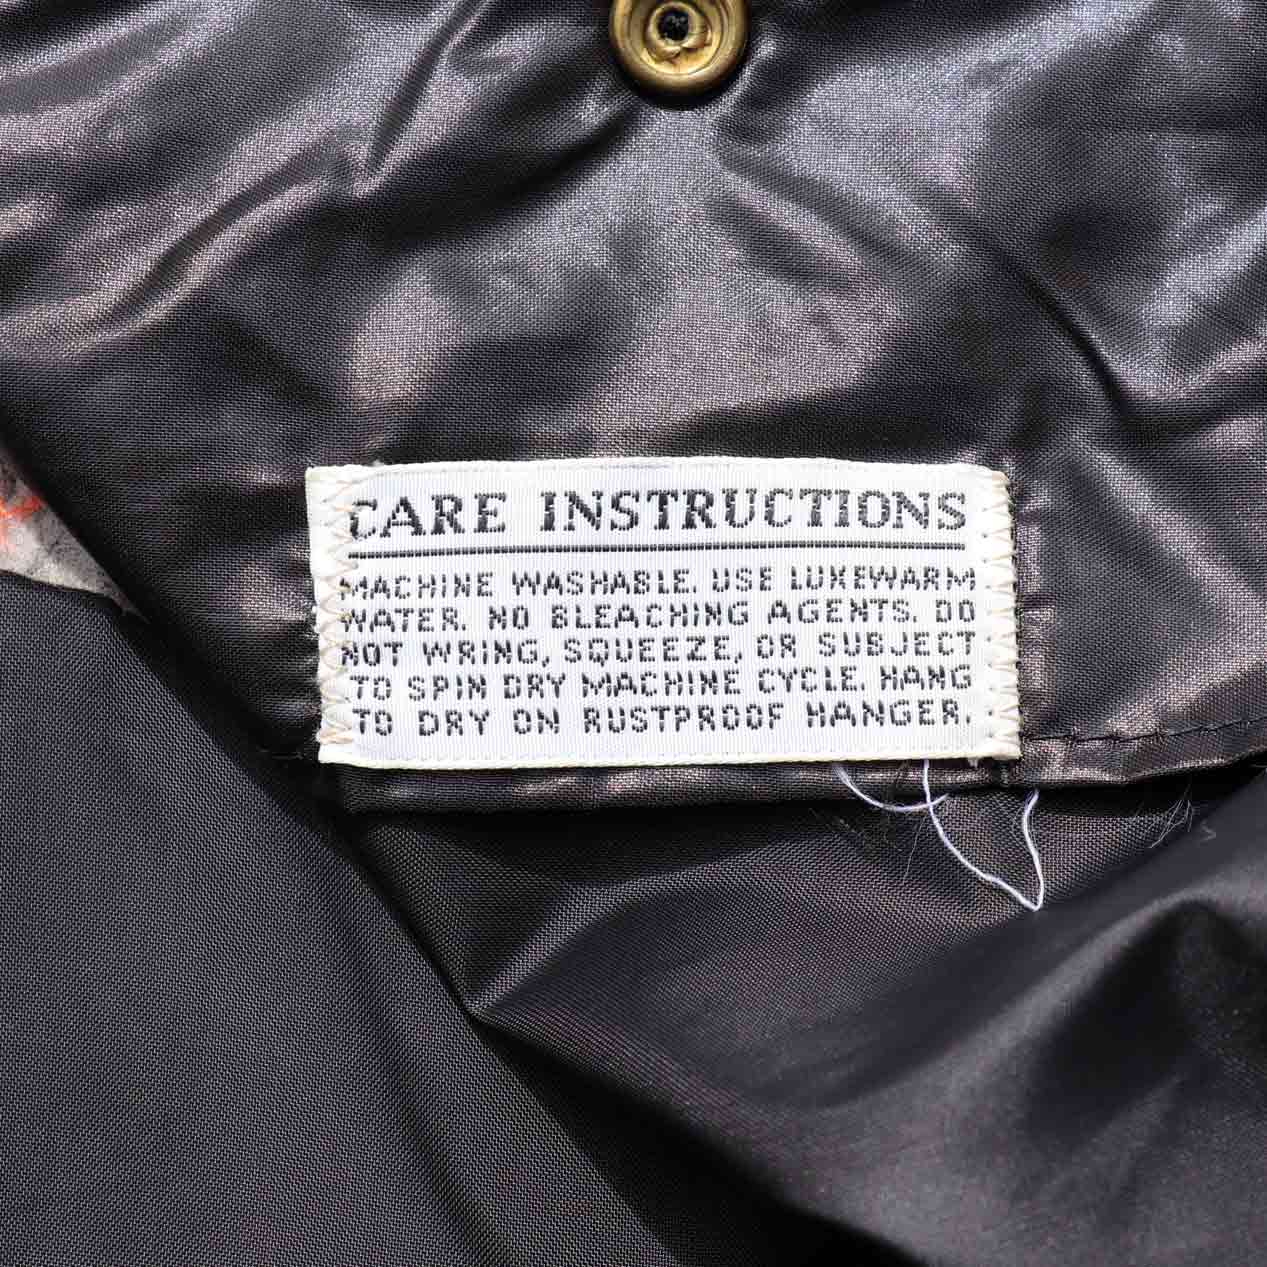 CARE INSTRUCTIONS
MACHINE WASHABLE. USE LUKEWARM
WATER. NO BLEACHING AGENTS. DO
NOT WRING, SQUEEZE, OR SUBJECT
TO SPIN DRY MACHINE CYCLE. HANG
TO DRY ON RUSTPROOF HANGER.